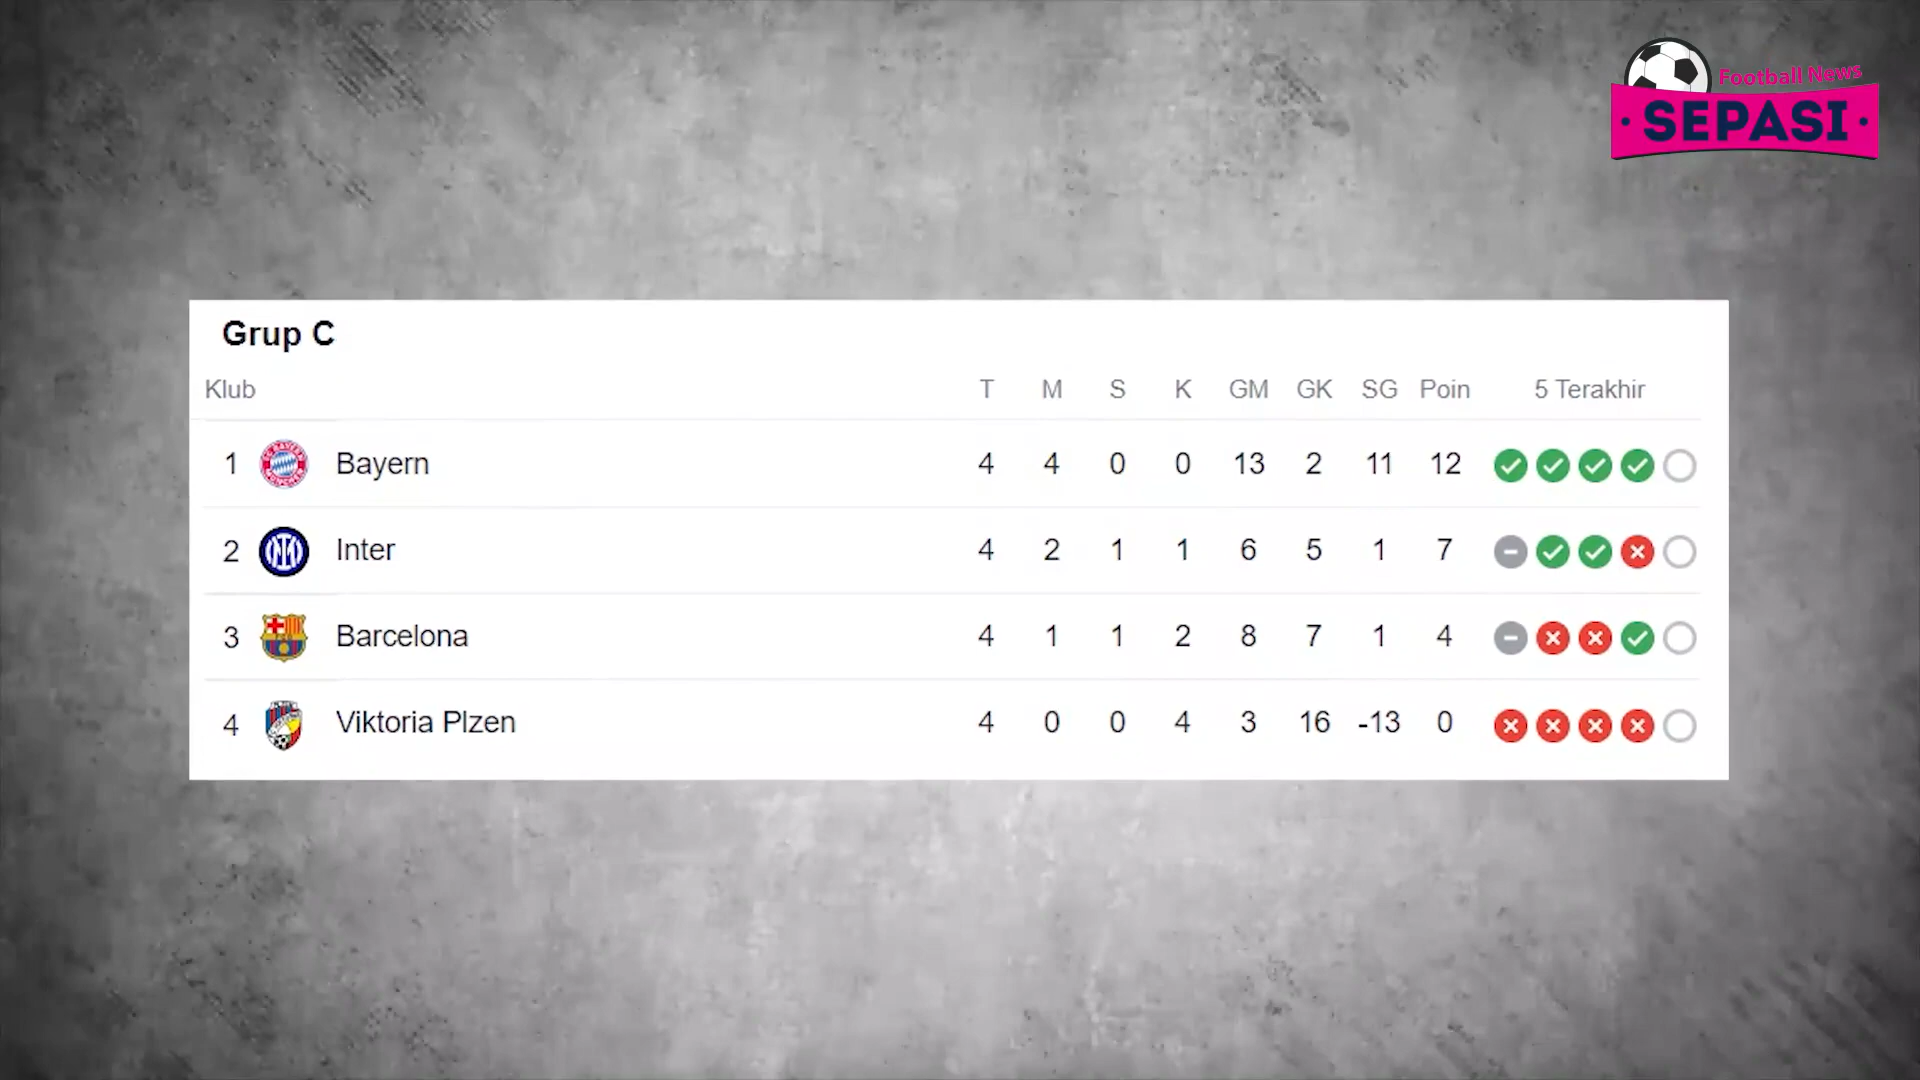 Football News
SEPASI
Grup C
Klub T M S K GM GK SG Poin 5 Terakhir
1 Bayern 4 4 0 0 13 2 11 12
2 Inter 4 2 1 1 6 5 1 7
3 Barcelona 4 1 1 2 8 7 1 4
4 Viktoria Plzen 4 0 0 4 3 16 -13 0